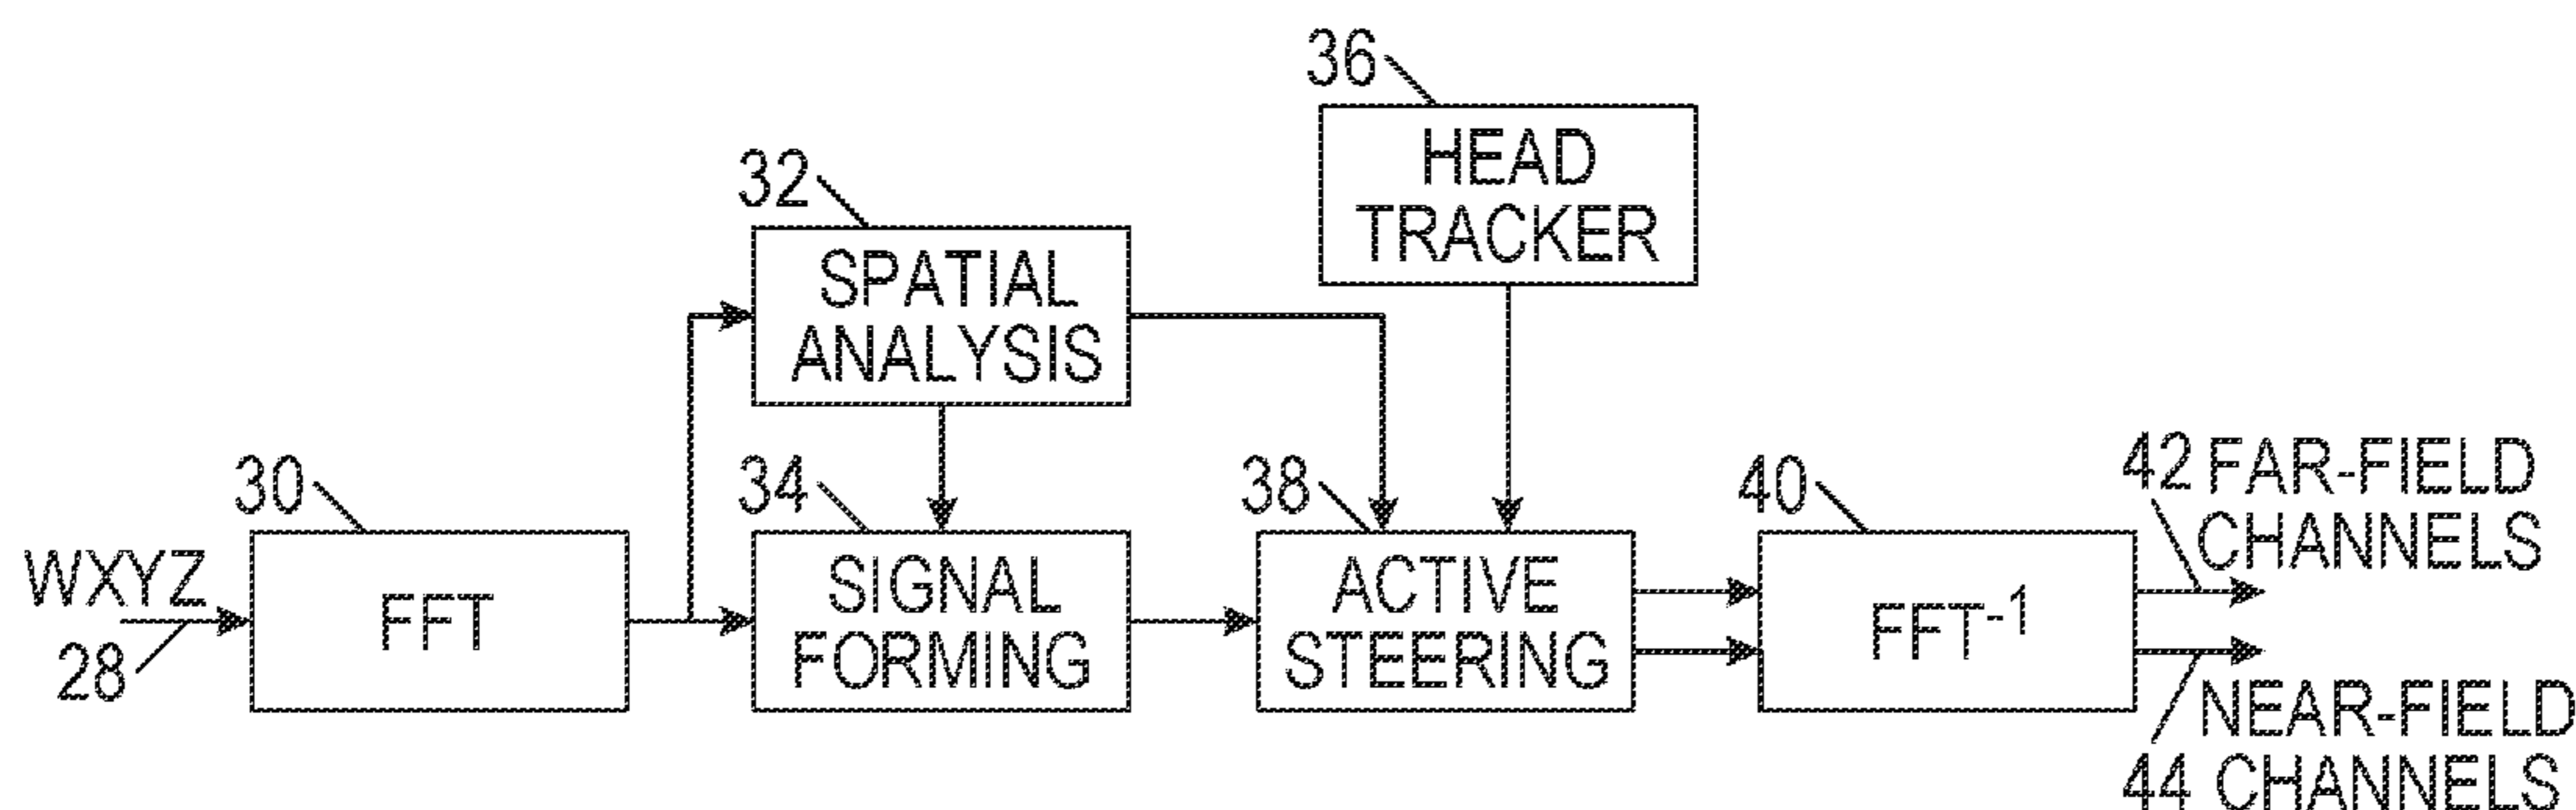 36
HEAD
TRACKER
32
SPATIAL
ANALYSIS
WXYZ
28
30
FFT
34
SIGNAL
FORMING
38
ACTIVE
STEERING
40
FFT-1
42 FAR-FIELD
CHANNELS
NEAR-FIELD
44 CHANNELS